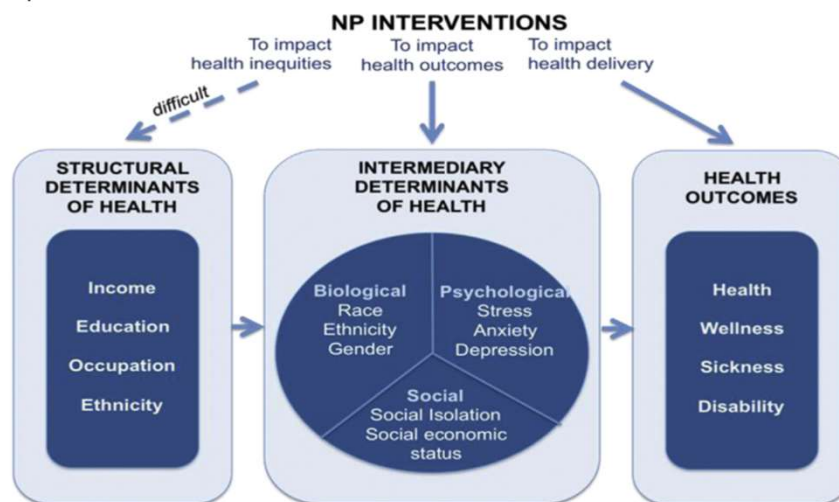 NP INTERVENTIONS
To impact
health inequities
To impact
health outcomes
To impact
health delivery
difficult
STRUCTURAL
DETERMINANTS
OF HEALTH
Income
Education
Occupation
Ethnicity
INTERMEDIARY
DETERMINANTS
OF HEALTH
Biological
Race
Ethnicity
Gender
Psychological
Stress
Anxiety
Depression
Social
Social Isolation
Social economic
status
HEALTH
OUTCOMES
Health
Wellness
Sickness
Disability